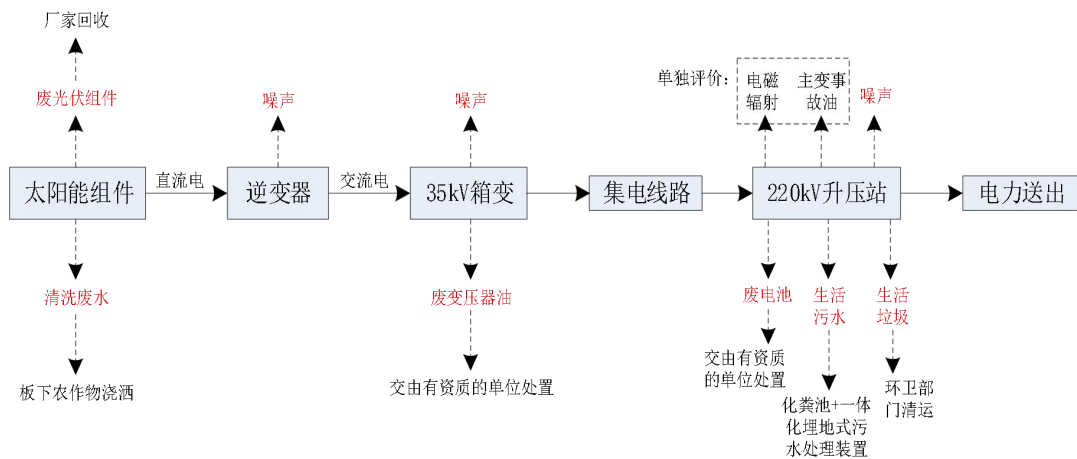 厂家回收
单独评价:
电磁
辐射
主变事
故油
废光伏组件
噪声
噪声
噪声
太阳能组件
直流电
逆变器
交流电
35kV箱变
集电线路
220kV升压站
电力送出
清洗废水
废变压器油
废电池
生活
污水
生活
垃圾
板下农作物浇洒
交由有资质的单位处置
交由有资质
的单位处置
化粪池+一体
化埋地式污
水处理装置
环卫部
门清运